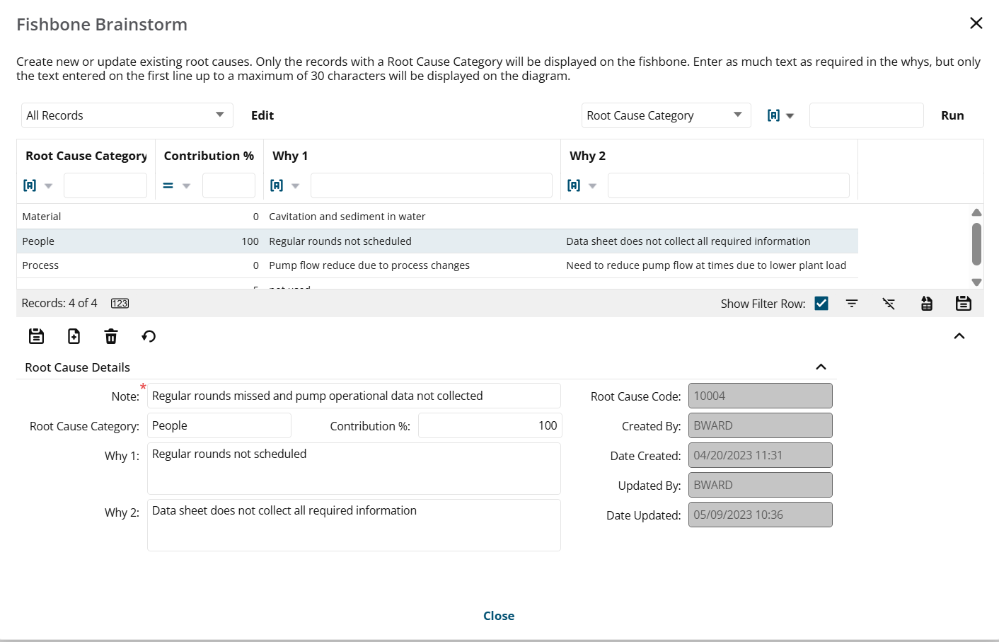 Fishbone Brainstorm
Create new or update existing root causes. Only the records with a Root Cause Category will be displayed on the fishbone. Enter as much text as required in the whys, but only
the text entered on the first line up to a maximum of 30 characters will be displayed on the diagram.
All Records Edit Root Cause Category [A] Run
Root Cause Category Contribution % Why 1 Why 2
[A] = [A] [A]
Material 0 Cavitation and sediment in water
People 100 Regular rounds not scheduled Data sheet does not collect all required information
Process 0 Pump flow reduce due to process changes Need to reduce pump flow at times due to lower plant load
5 not used
Records: 4 of 4 123 Show Filter Row:
Root Cause Details
Note: * Regular rounds missed and pump operational data not collected Root Cause Code: 10004
Root Cause Category: People Contribution %: 100 Created By: BWARD
Why 1: Regular rounds not scheduled Date Created: 04/20/2023 11:31
Updated By: BWARD
Why 2: Data sheet does not collect all required information Date Updated: 05/09/2023 10:36
Close